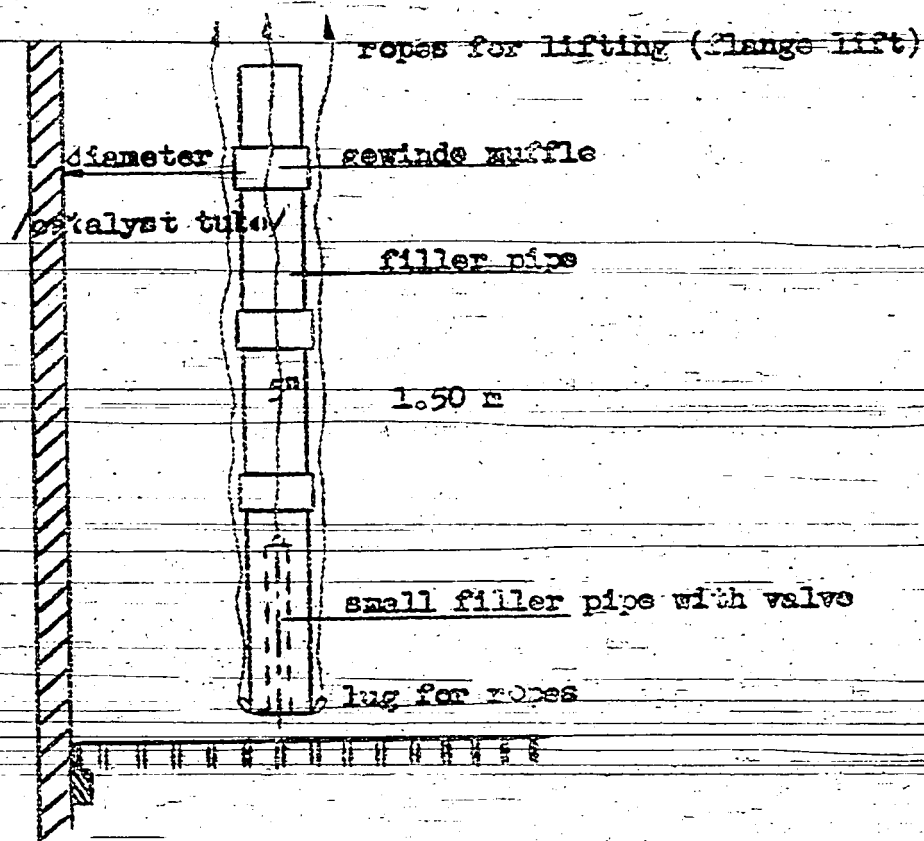 ropes for lifting (flange lift)
diameter
gewinde muffle
/catalyst tube/
filler pipe
5"
1.50 m
small filler pipe with valve
lug for ropes